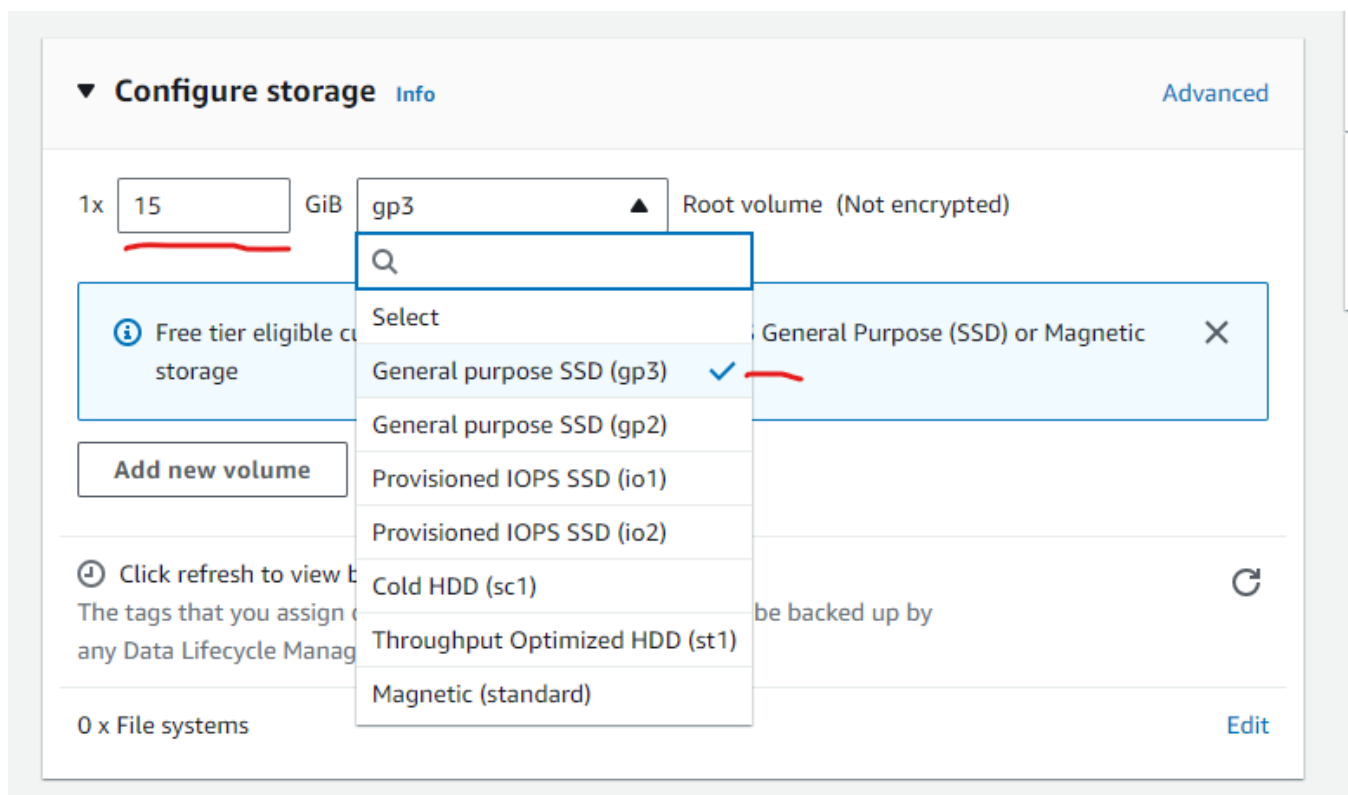 Configure storage Info Advanced
1x 15 GiB gp3 Root volume (Not encrypted)
Select
General purpose SSD (gp3)
General purpose SSD (gp2)
Provisioned IOPS SSD (io1)
Provisioned IOPS SSD (io2)
Cold HDD (sc1)
Throughput Optimized HDD (st1)
Magnetic (standard)
Free tier eligible General Purpose (SSD) or Magnetic
storage
Add new volume
Click refresh to view
The tags that you assign be backed up by
any Data Lifecycle
0 x File systems Edit